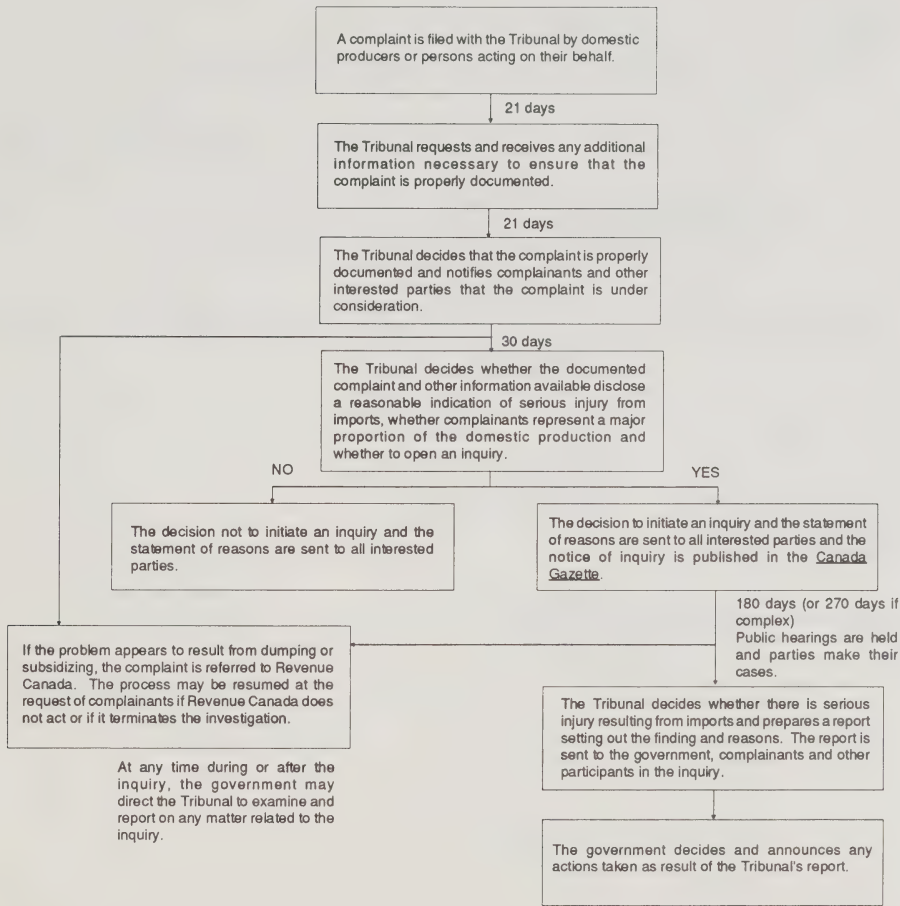 A complaint is filed with the Tribunal by domestic
producers or persons acting on their behalf.
21 days
The Tribunal requests and receives any additional
information necessary to ensure that the
complaint is properly documented.
21 days
The Tribunal decides that the complaint is properly
documented and notifies complainants and other
interested parties that the complaint is under
consideration.
30 days
The Tribunal decides whether the documented
complaint and other information available disclose
a reasonable indication of serious injury from
imports, whether complainants represent a major
proportion of the domestic production and
whether to open an inquiry.
NO
YES
The decision not to initiate an inquiry and the
statement of reasons are sent to all interested
parties.
The decision to initiate an inquiry and the statement
of reasons are sent to all interested parties and the
notice of inquiry is published in the Canada
Gazette.
180 days (or 270 days if
complex)
Public hearings are held
and parties make their
cases.
If the problem appears to result from dumping or
subsidizing, the complaint is referred to Revenue
Canada. The process may be resumed at the
request of complainants if Revenue Canada does
not act or if it terminates the investigation.
The Tribunal decides whether there is serious
injury resulting from imports and prepares a report
setting out the finding and reasons. The report is
sent to the government, complainants and other
participants in the inquiry.
At any time during or after the
inquiry, the government may
direct the Tribunal to examine and
report on any matter related to the
inquiry.
The government decides and announces any
actions taken as result of the Tribunal's report.